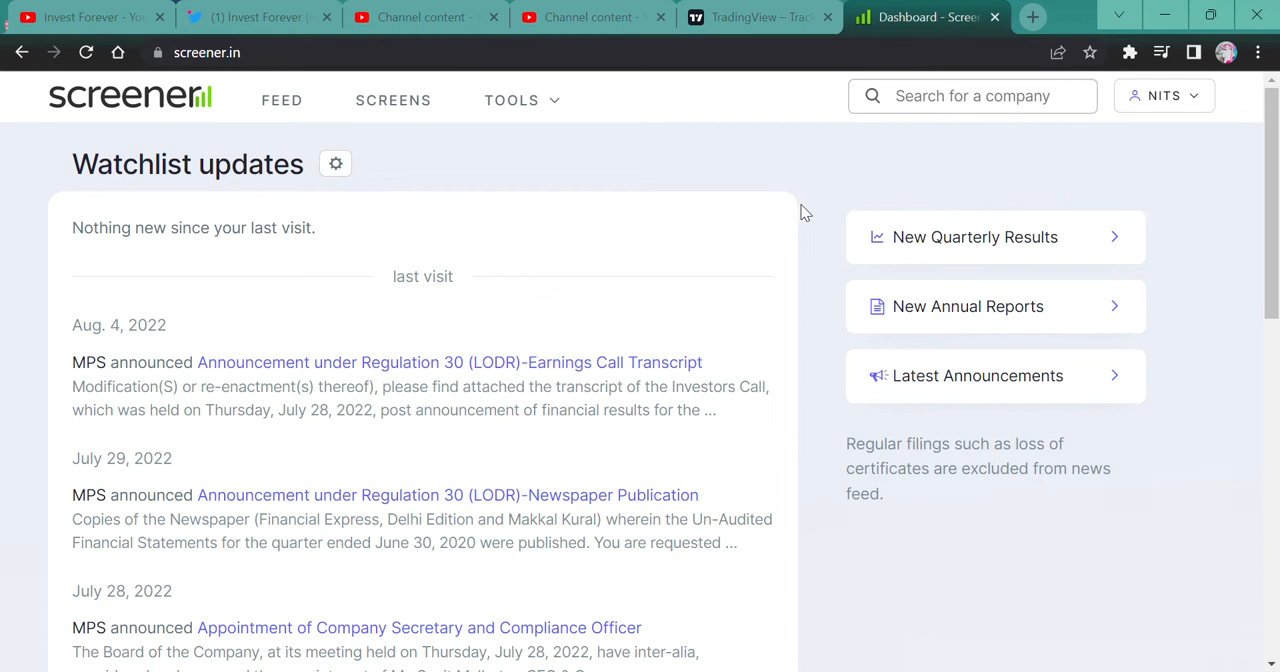 Invest Forever - Yo
(1) Invest Forever (
Channel content -
Channel content -
TradingView – Trac
Dashboard - Screen
screener.in
screener
FEED
SCREENS
TOOLS
Search for a company
NITS
Watchlist updates
Nothing new since your last visit.
last visit
Aug. 4, 2022
MPS announced Announcement under Regulation 30 (LODR)-Earnings Call Transcript
Modification(S) or re-enactment(s) thereof), please find attached the transcript of the Investors Call,
which was held on Thursday, July 28, 2022, post announcement of financial results for the ...
July 29, 2022
MPS announced Announcement under Regulation 30 (LODR)-Newspaper Publication
Copies of the Newspaper (Financial Express, Delhi Edition and Makkal Kural) wherein the Un-Audited
Financial Statements for the quarter ended June 30, 2020 were published. You are requested ...
July 28, 2022
MPS announced Appointment of Company Secretary and Compliance Officer
The Board of the Company, at its meeting held on Thursday, July 28, 2022, have inter-alia,
New Quarterly Results
New Annual Reports
Latest Announcements
Regular filings such as loss of
certificates are excluded from news
feed.